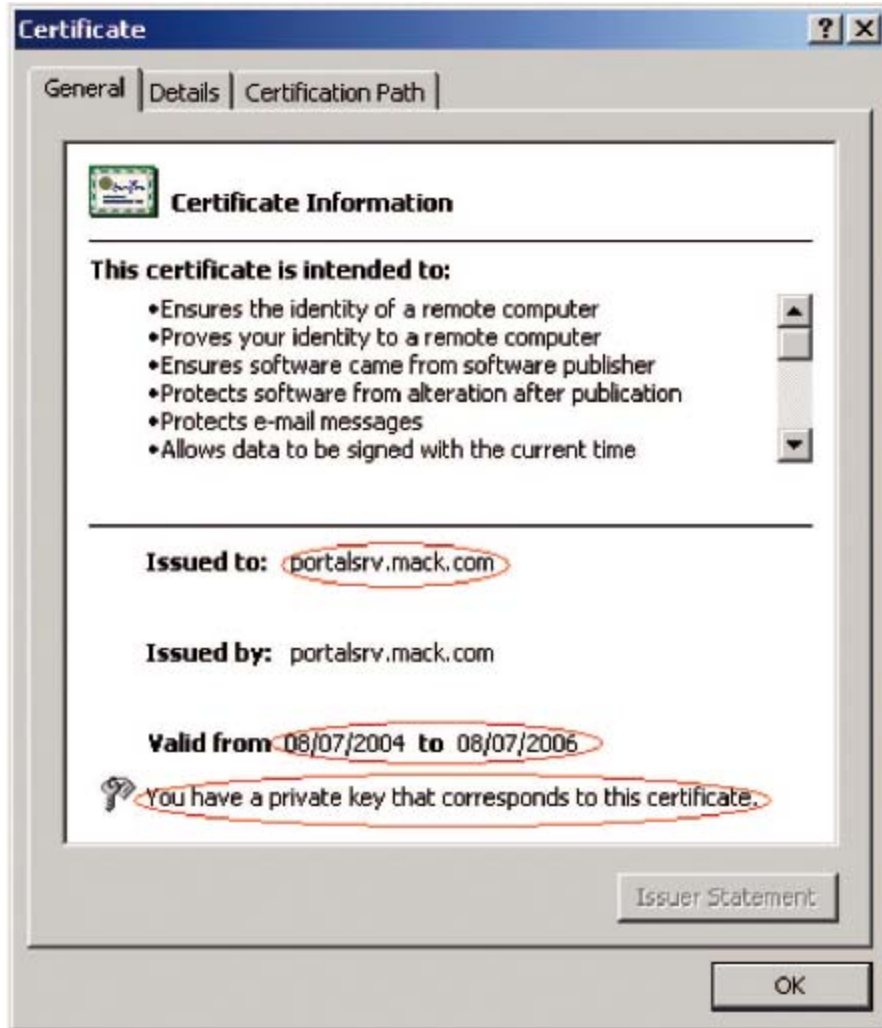 Certificate
General Details Certification Path
Certificate Information
This certificate is intended to:
•Ensures the identity of a remote computer
•Proves your identity to a remote computer
•Ensures software came from software publisher
•Protects software from alteration after publication
•Protects e-mail messages
•Allows data to be signed with the current time
Issued to: portalsrv.mack.com
Issued by: portalsrv.mack.com
Valid from 08/07/2004 to 08/07/2006
You have a private key that corresponds to this certificate.
Issuer Statement
OK